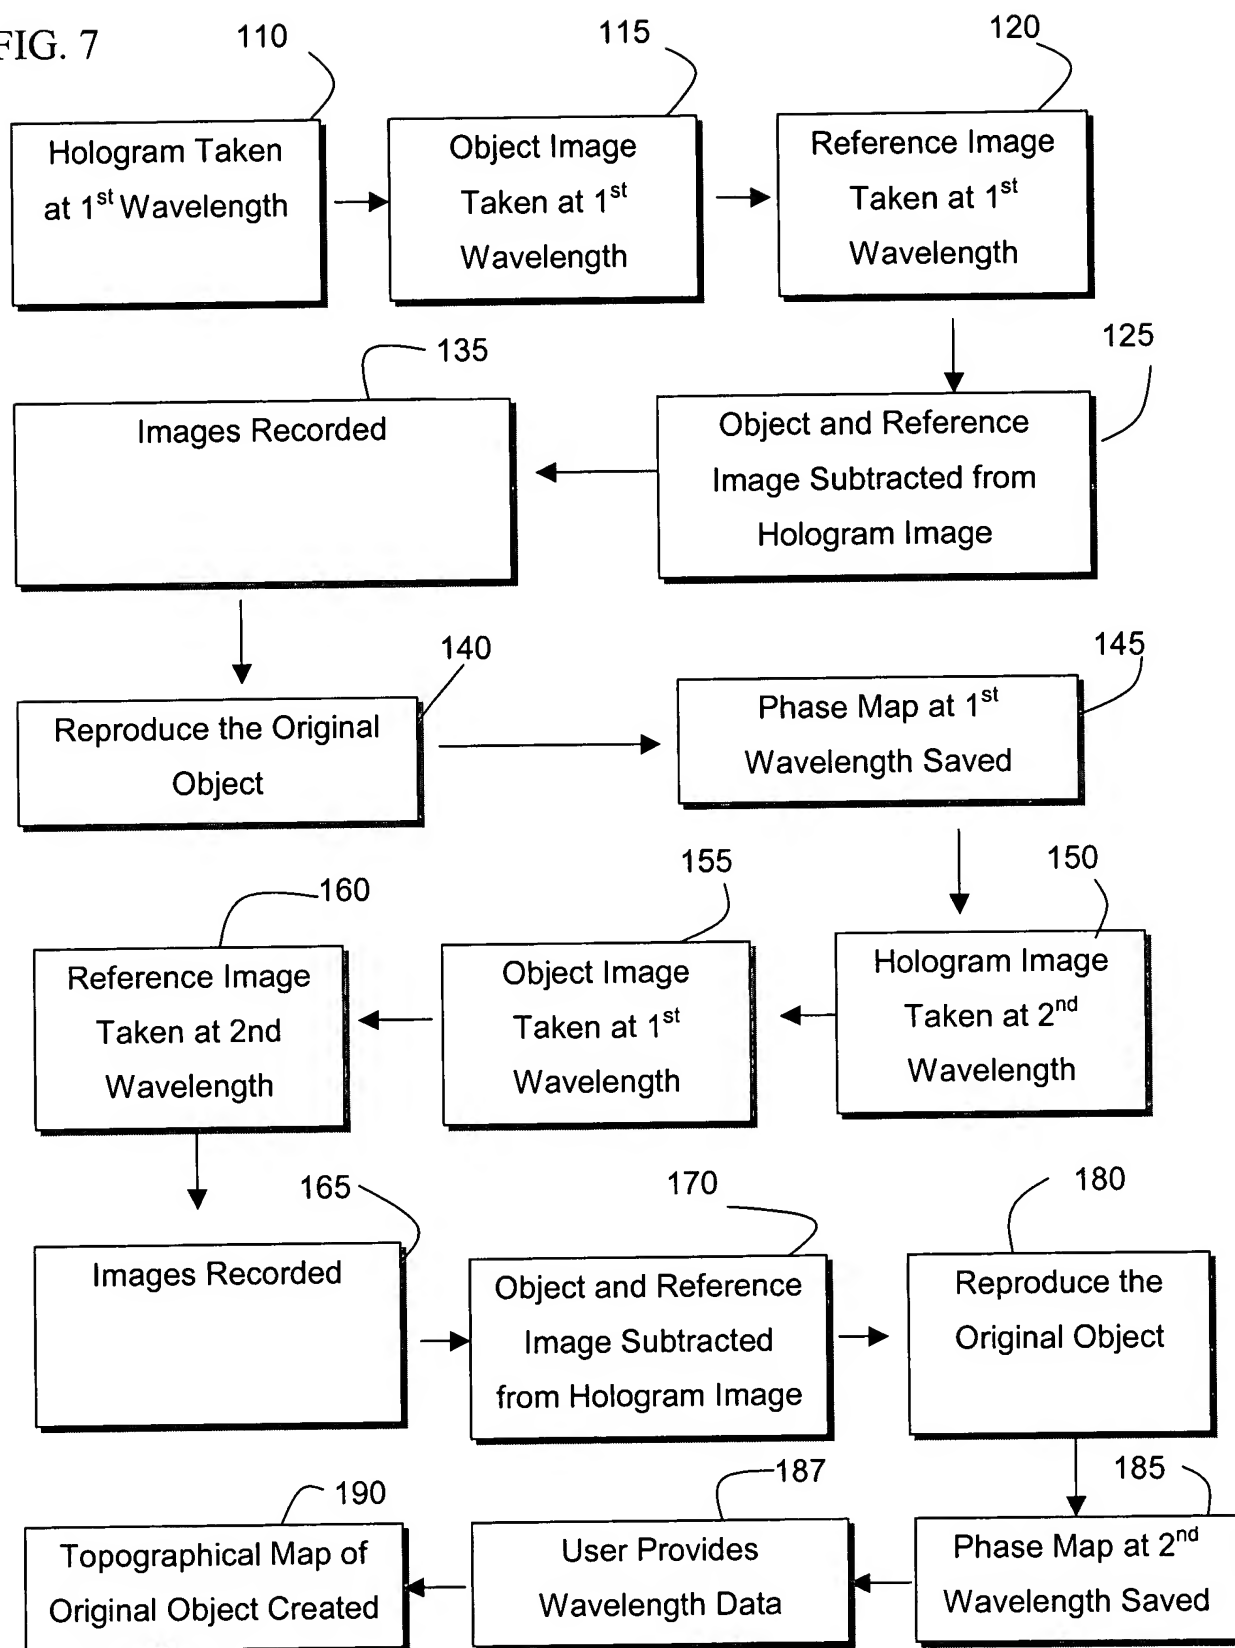 FIG. 7
110
115
120
Hologram Taken
at 1st Wavelength
Object Image
Taken at 1st
Wavelength
Reference Image
Taken at 1st
Wavelength
135
125
Images Recorded
Object and Reference
Image Subtracted from
Hologram Image
140
145
Reproduce the Original
Object
Phase Map at 1st
Wavelength Saved
160
155
150
Reference Image
Taken at 2nd
Wavelength
Object Image
Taken at 1st
Wavelength
Hologram Image
Taken at 2nd
Wavelength
165
170
180
Images Recorded
Object and Reference
Image Subtracted
from Hologram Image
Reproduce the
Original Object
190
187
185
Topographical Map of
Original Object Created
User Provides
Wavelength Data
Phase Map at 2nd
Wavelength Saved